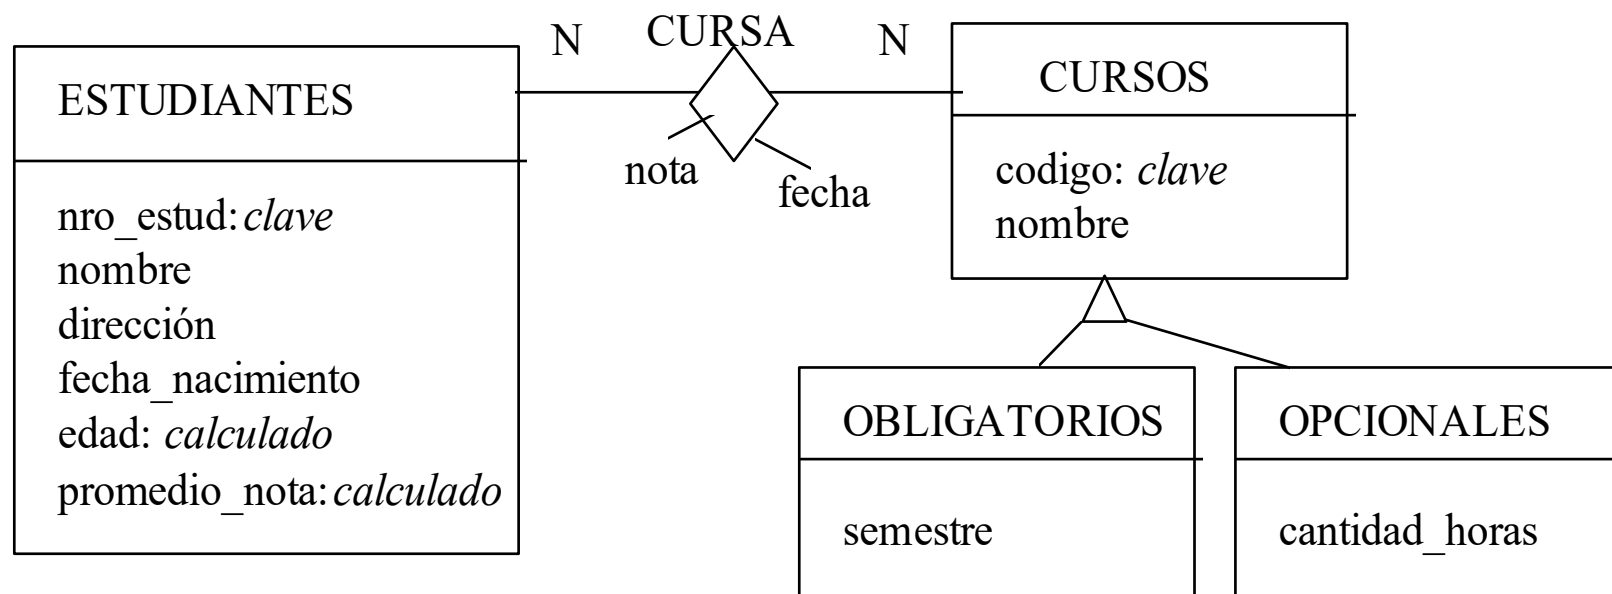 N CURSA N
ESTUDIANTES
nota
fecha
nro_estud: clave
nombre
dirección
fecha_nacimiento
edad: calculado
promedio_nota: calculado
CURSOS
codigo: clave
nombre
OBLIGATORIOS
semestre
OPCIONALES
cantidad_horas